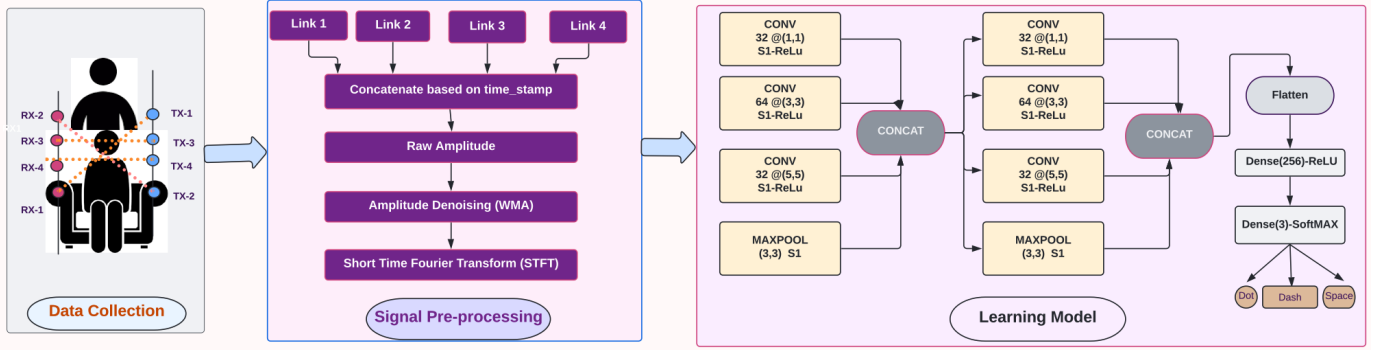 RX-2
RX-3
RX-4
RX-1
TX-1
TX-3
TX-4
TX-2
Data Collection
Link 1
Link 2
Link 3
Link 4
Concatenate based on time_stamp
Raw Amplitude
Amplitude Denoising (WMA)
Short Time Fourier Transform (STFT)
Signal Pre-processing
CONV
32 @(1,1)
S1-ReLu
CONV
64 @(3,3)
S1-ReLu
CONV
32 @(5,5)
S1-ReLu
MAXPOOL
(3,3) S1
CONCAT
CONV
32 @(1,1)
S1-ReLu
CONV
64 @(3,3)
S1-ReLu
CONV
32 @(5,5)
S1-ReLu
MAXPOOL
(3,3) S1
CONCAT
Flatten
Dense(256)-ReLU
Dense(3)-SoftMAX
Dot
Dash
Space
Learning Model